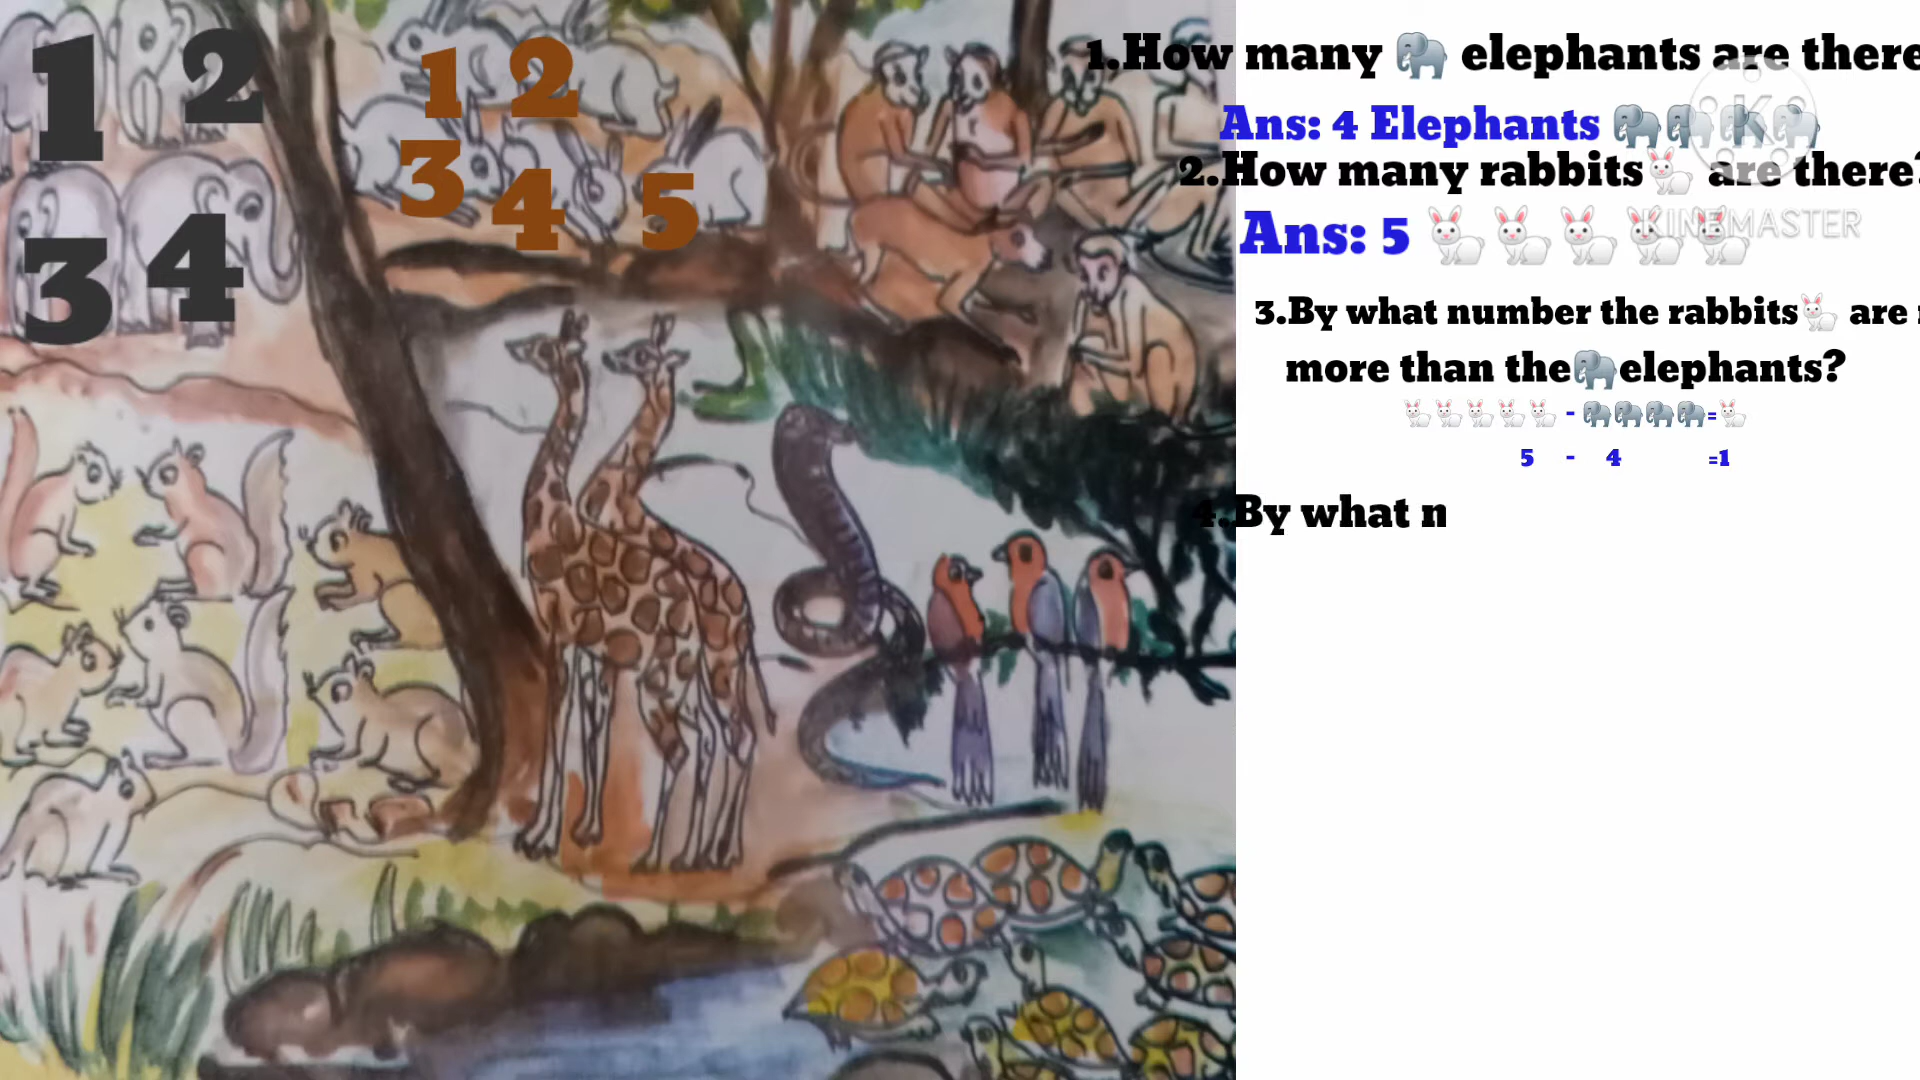 1 2
3 4
1 2
3 4 5
1.How many 🐘 elephants are there
Ans: 4 Elephants 🐘🐘🐘🐘
2.How many rabbits🐇 are there?
Ans: 5 🐇🐇🐇🐇🐇
KINEMASTER
3.By what number the rabbits🐇 are
more than the🐘elephants?
🐇🐇🐇🐇🐇 - 🐘🐘🐘🐘=🐇
5 - 4 =1
4.By what n